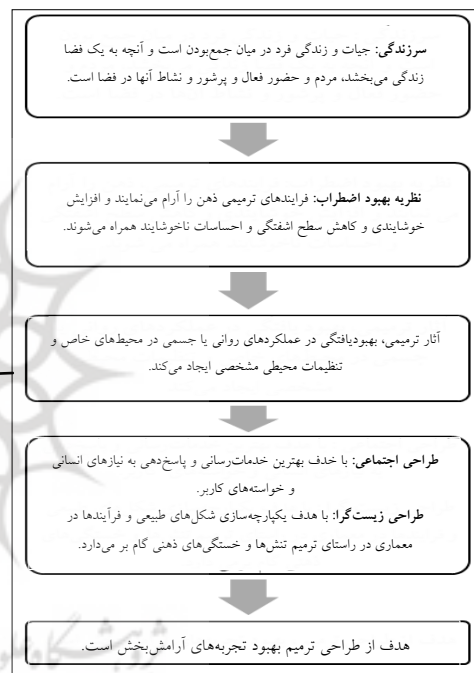 سرزندگی: جیات و زندگی فرد در میان جمع‌بودن است و آنچه به یک فضا
زندگی می‌بخشد، مردم و حضور فعال و پرشور و نشاط آنها در فضا است.
نظریه بهبود اضطراب: فرایندهای ترمیمی ذهن را آرام می‌نمایند و افزایش
خوشایندی و کاهش سطح اشفتگی و احساسات ناخوشایند همراه می‌شوند.
آثار ترمیمی، بهبودیافتگی در عملکردهای روانی یا جسمی در محیط‌های خاص و
تنظیمات محیطی مشخصی ایجاد می‌کند.
طراحی اجتماعی: با خدف بهترین خدمات‌رسانی و پاسخ‌دهی به نیازهای انسانی
و خواسته‌های کاربر.
طراحی زیست‌گرا: با هدف یکپارچه‌سازی شکل‌های طبیعی و فرآیندها در
معماری در راستای ترمیم تنش‌ها و خستگی‌های ذهنی گام بر می‌دارد.
هدف از طراحی ترمیم بهبود تجربه‌های آرامش‌بخش است.